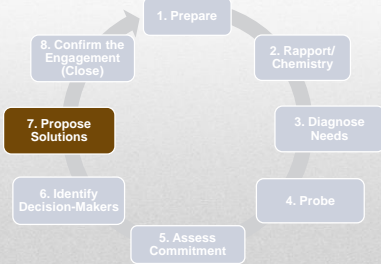 1. Prepare
2. Rapport/
Chemistry
3. Diagnose
Needs
4. Probe
5. Assess
Commitment
6. Identify
Decision-Makers
7. Propose
Solutions
8. Confirm the
Engagement
(Close)